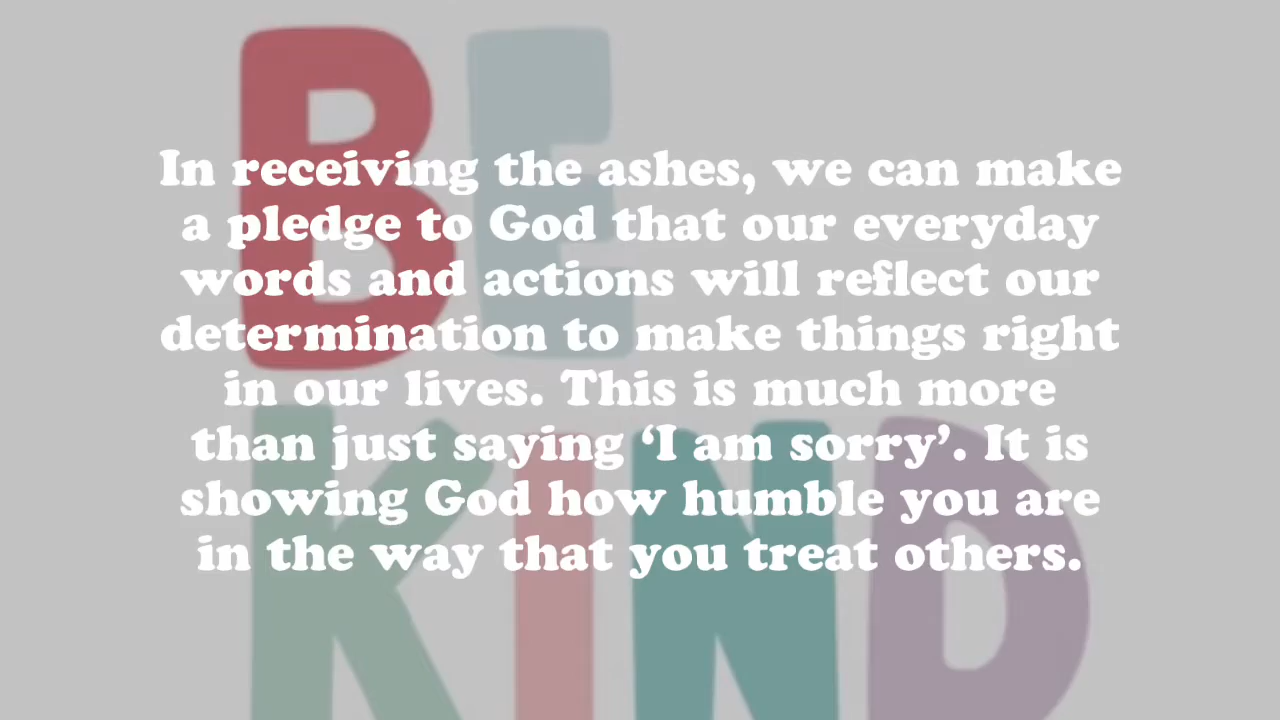 BE
KIND
In receiving the ashes, we can make
a pledge to God that our everyday
words and actions will reflect our
determination to make things right
in our lives. This is much more
than just saying ‘I am sorry’. It is
showing God how humble you are
in the way that you treat others.